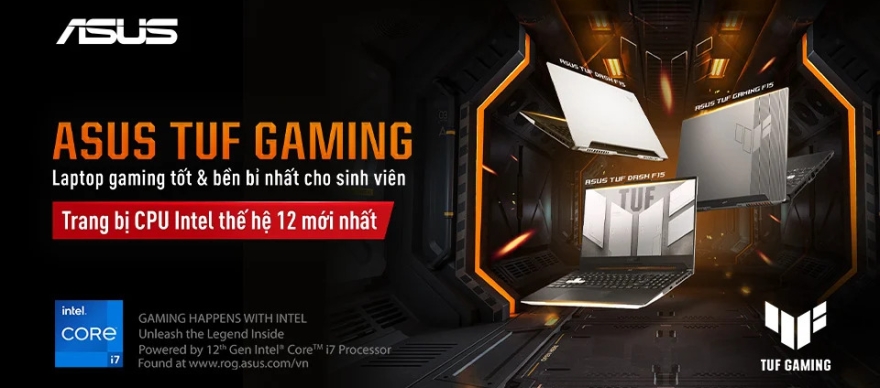 ASUS
ASUS TUF GAMING
Laptop gaming tốt & bền bỉ nhất cho sinh viên
Trang bị CPU Intel thế hệ 12 mới nhất
intel.
CORE
i7
GAMING HAPPENS WITH INTEL
Unleash the Legend Inside
Powered by 12th Gen Intel® Core™ i7 Processor
Found at www.rog.asus.com/vn
ASUS TUF DASH F15
ASUS TUF GAMING F15
ASUS TUF DASH F15
TUF
TUF GAMING